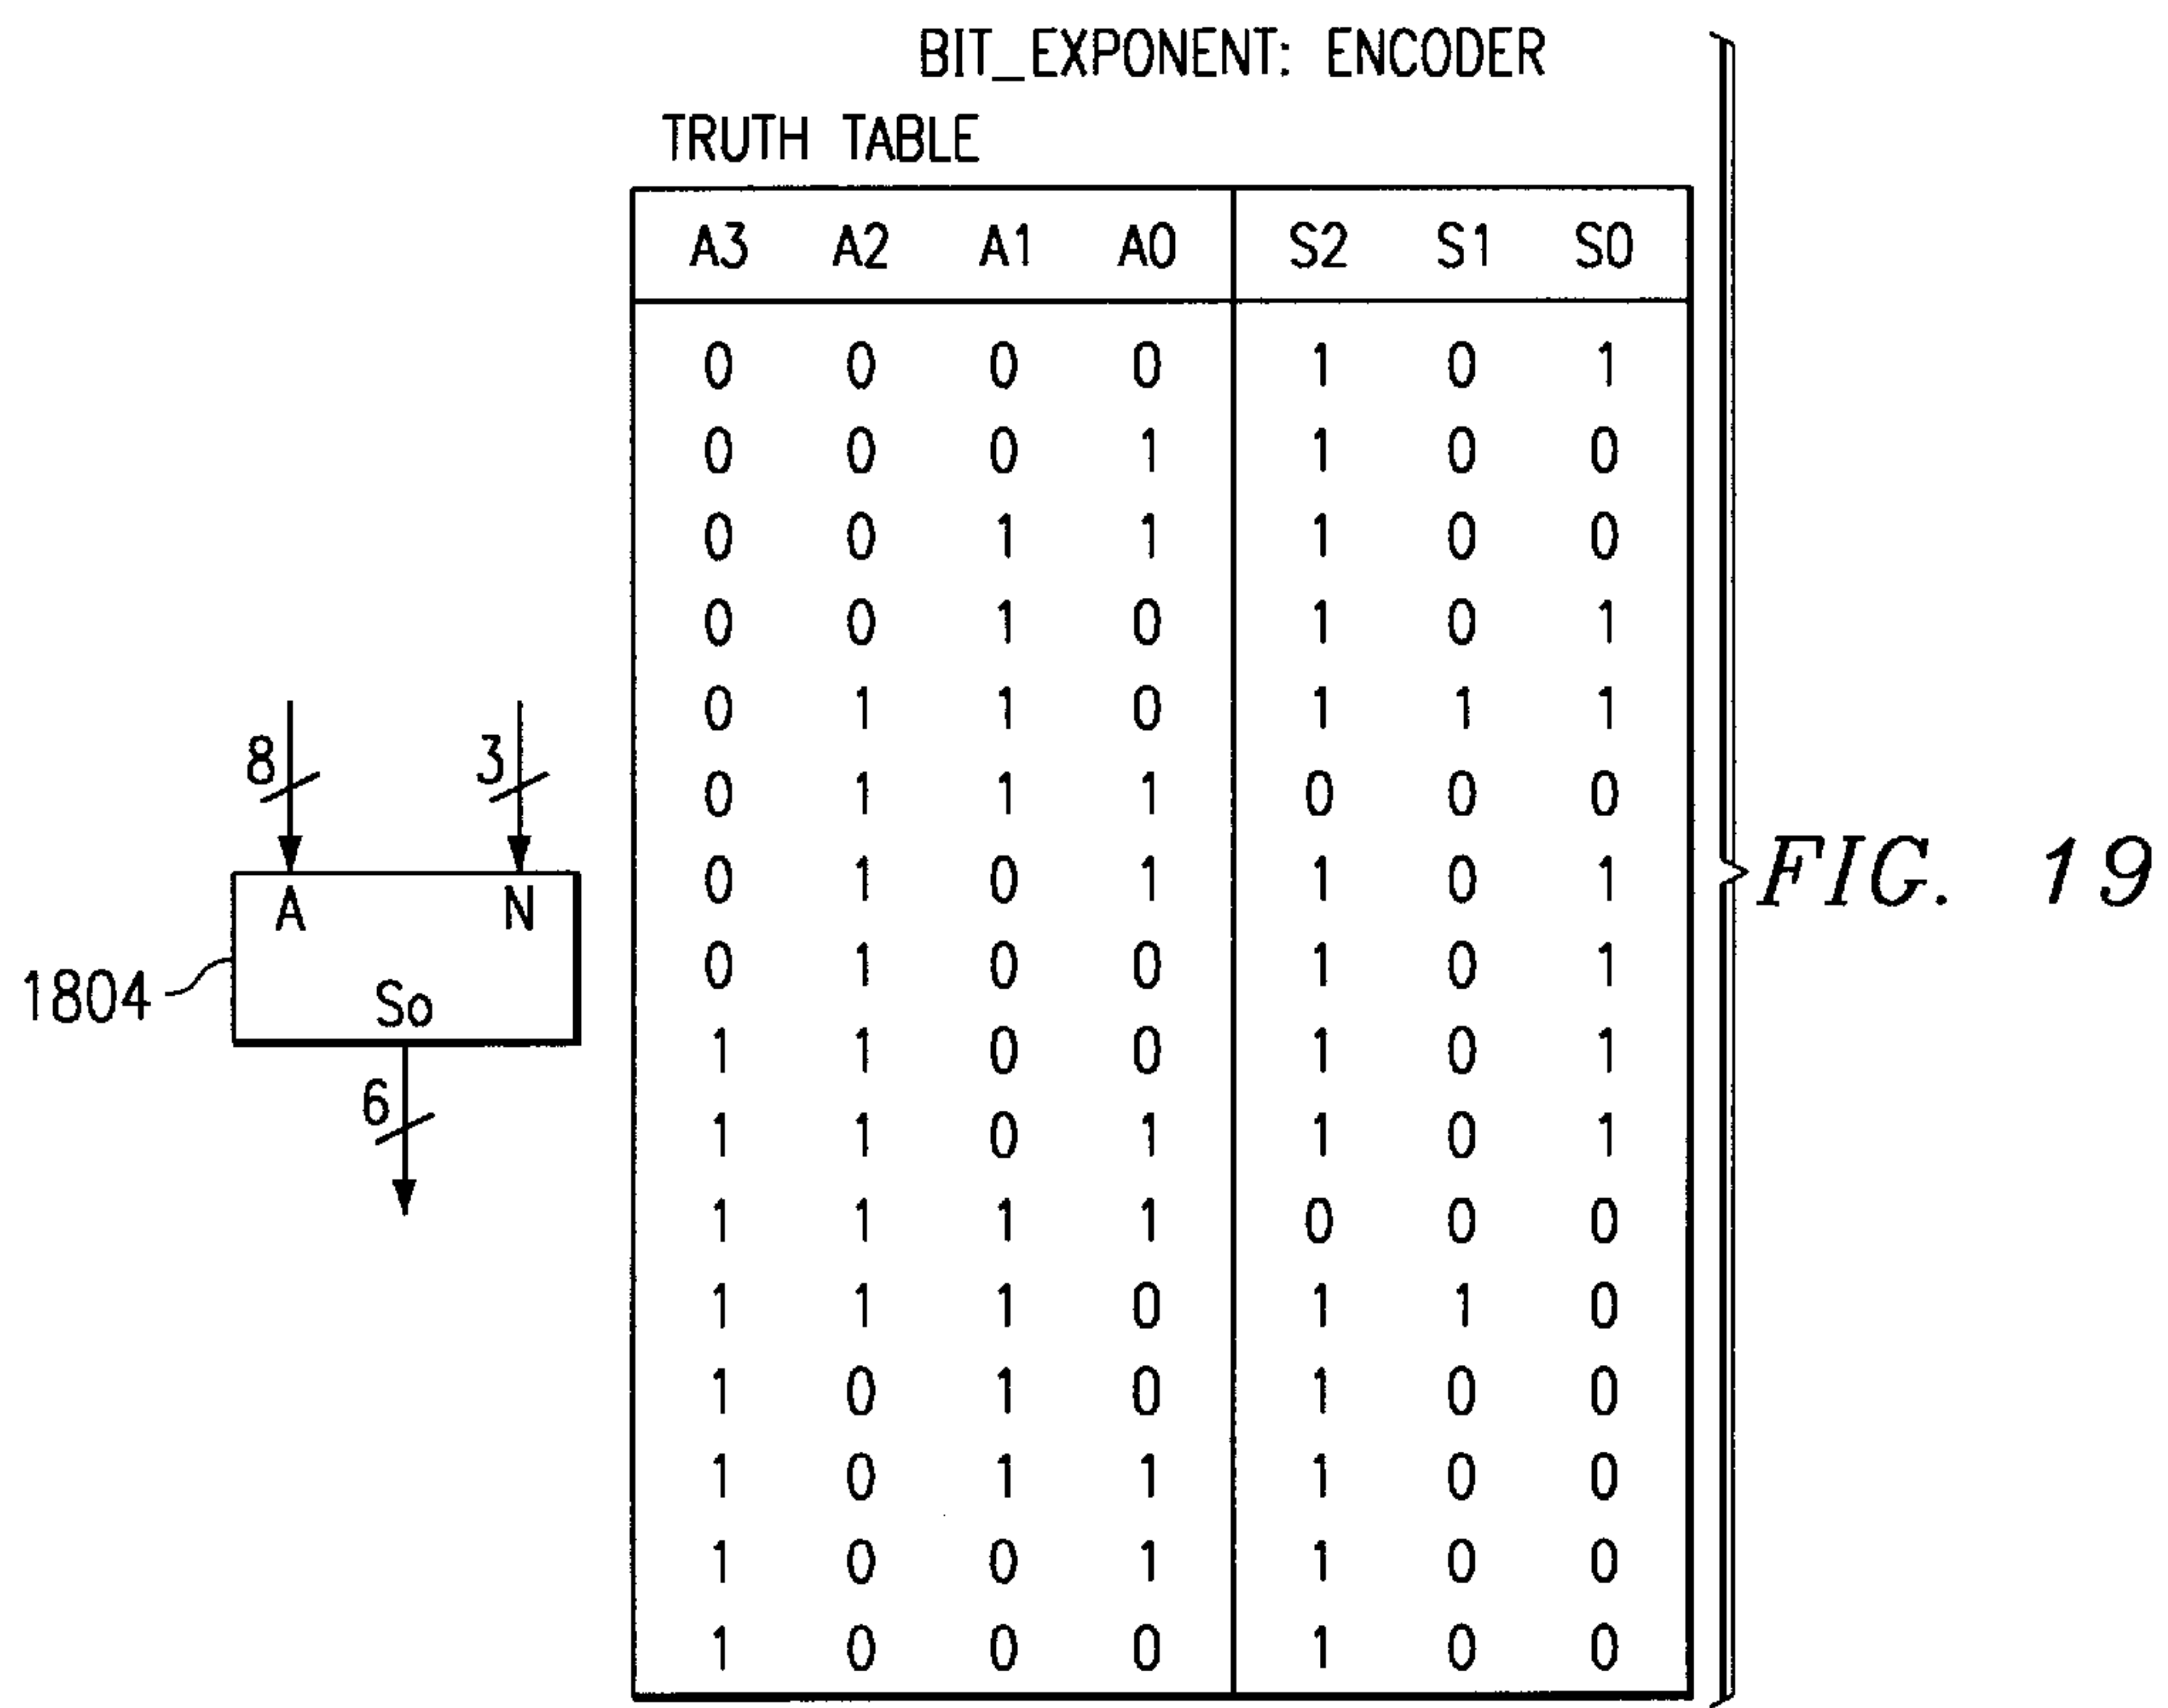 BIT_EXPONENT: ENCODER
TRUTH TABLE
A3 A2 A1 A0 S2 S1 S0
0 0 0 0 1 0 1
0 0 0 1 1 0 0
0 0 1 1 1 0 0
0 0 1 0 1 0 1
0 1 1 0 1 1 1
0 1 1 1 0 0 0
0 1 0 1 1 0 1
0 1 0 0 1 0 1
1 1 0 0 1 0 1
1 1 0 1 1 0 1
1 1 1 1 0 0 0
1 1 1 0 1 1 0
1 0 1 0 1 0 0
1 0 1 1 1 0 0
1 0 0 1 1 0 0
1 0 0 0 1 0 0
8 3
A N
1804
So
6
FIG. 19